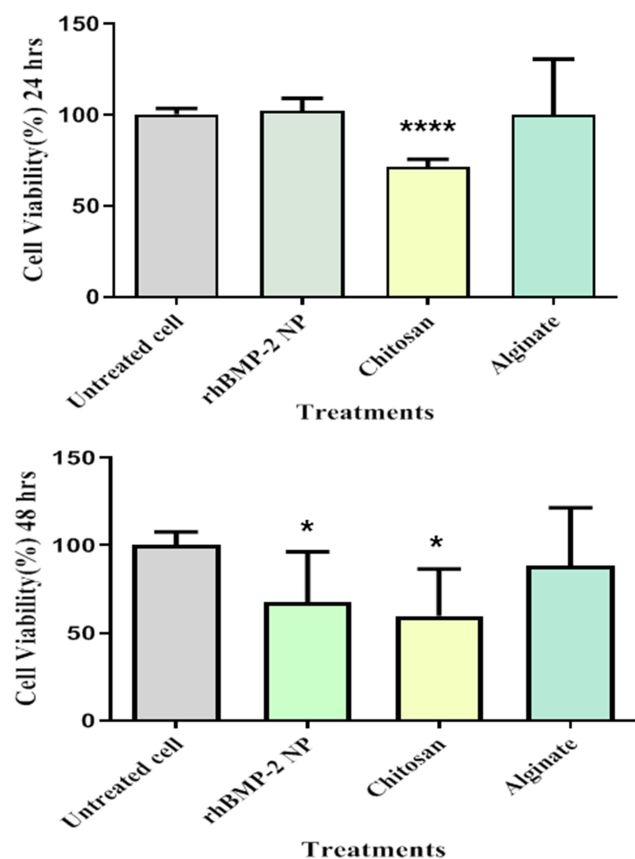 Cell Viability(%) 24 hrs
150
100
50
0
****
Untreated cell
rhBMP-2 NP
Chitosan
Alginate
Treatments
Cell Viability(%) 48 hrs
150
100
50
0
*
*
Untreated cell
rhBMP-2 NP
Chitosan
Alginate
Treatments